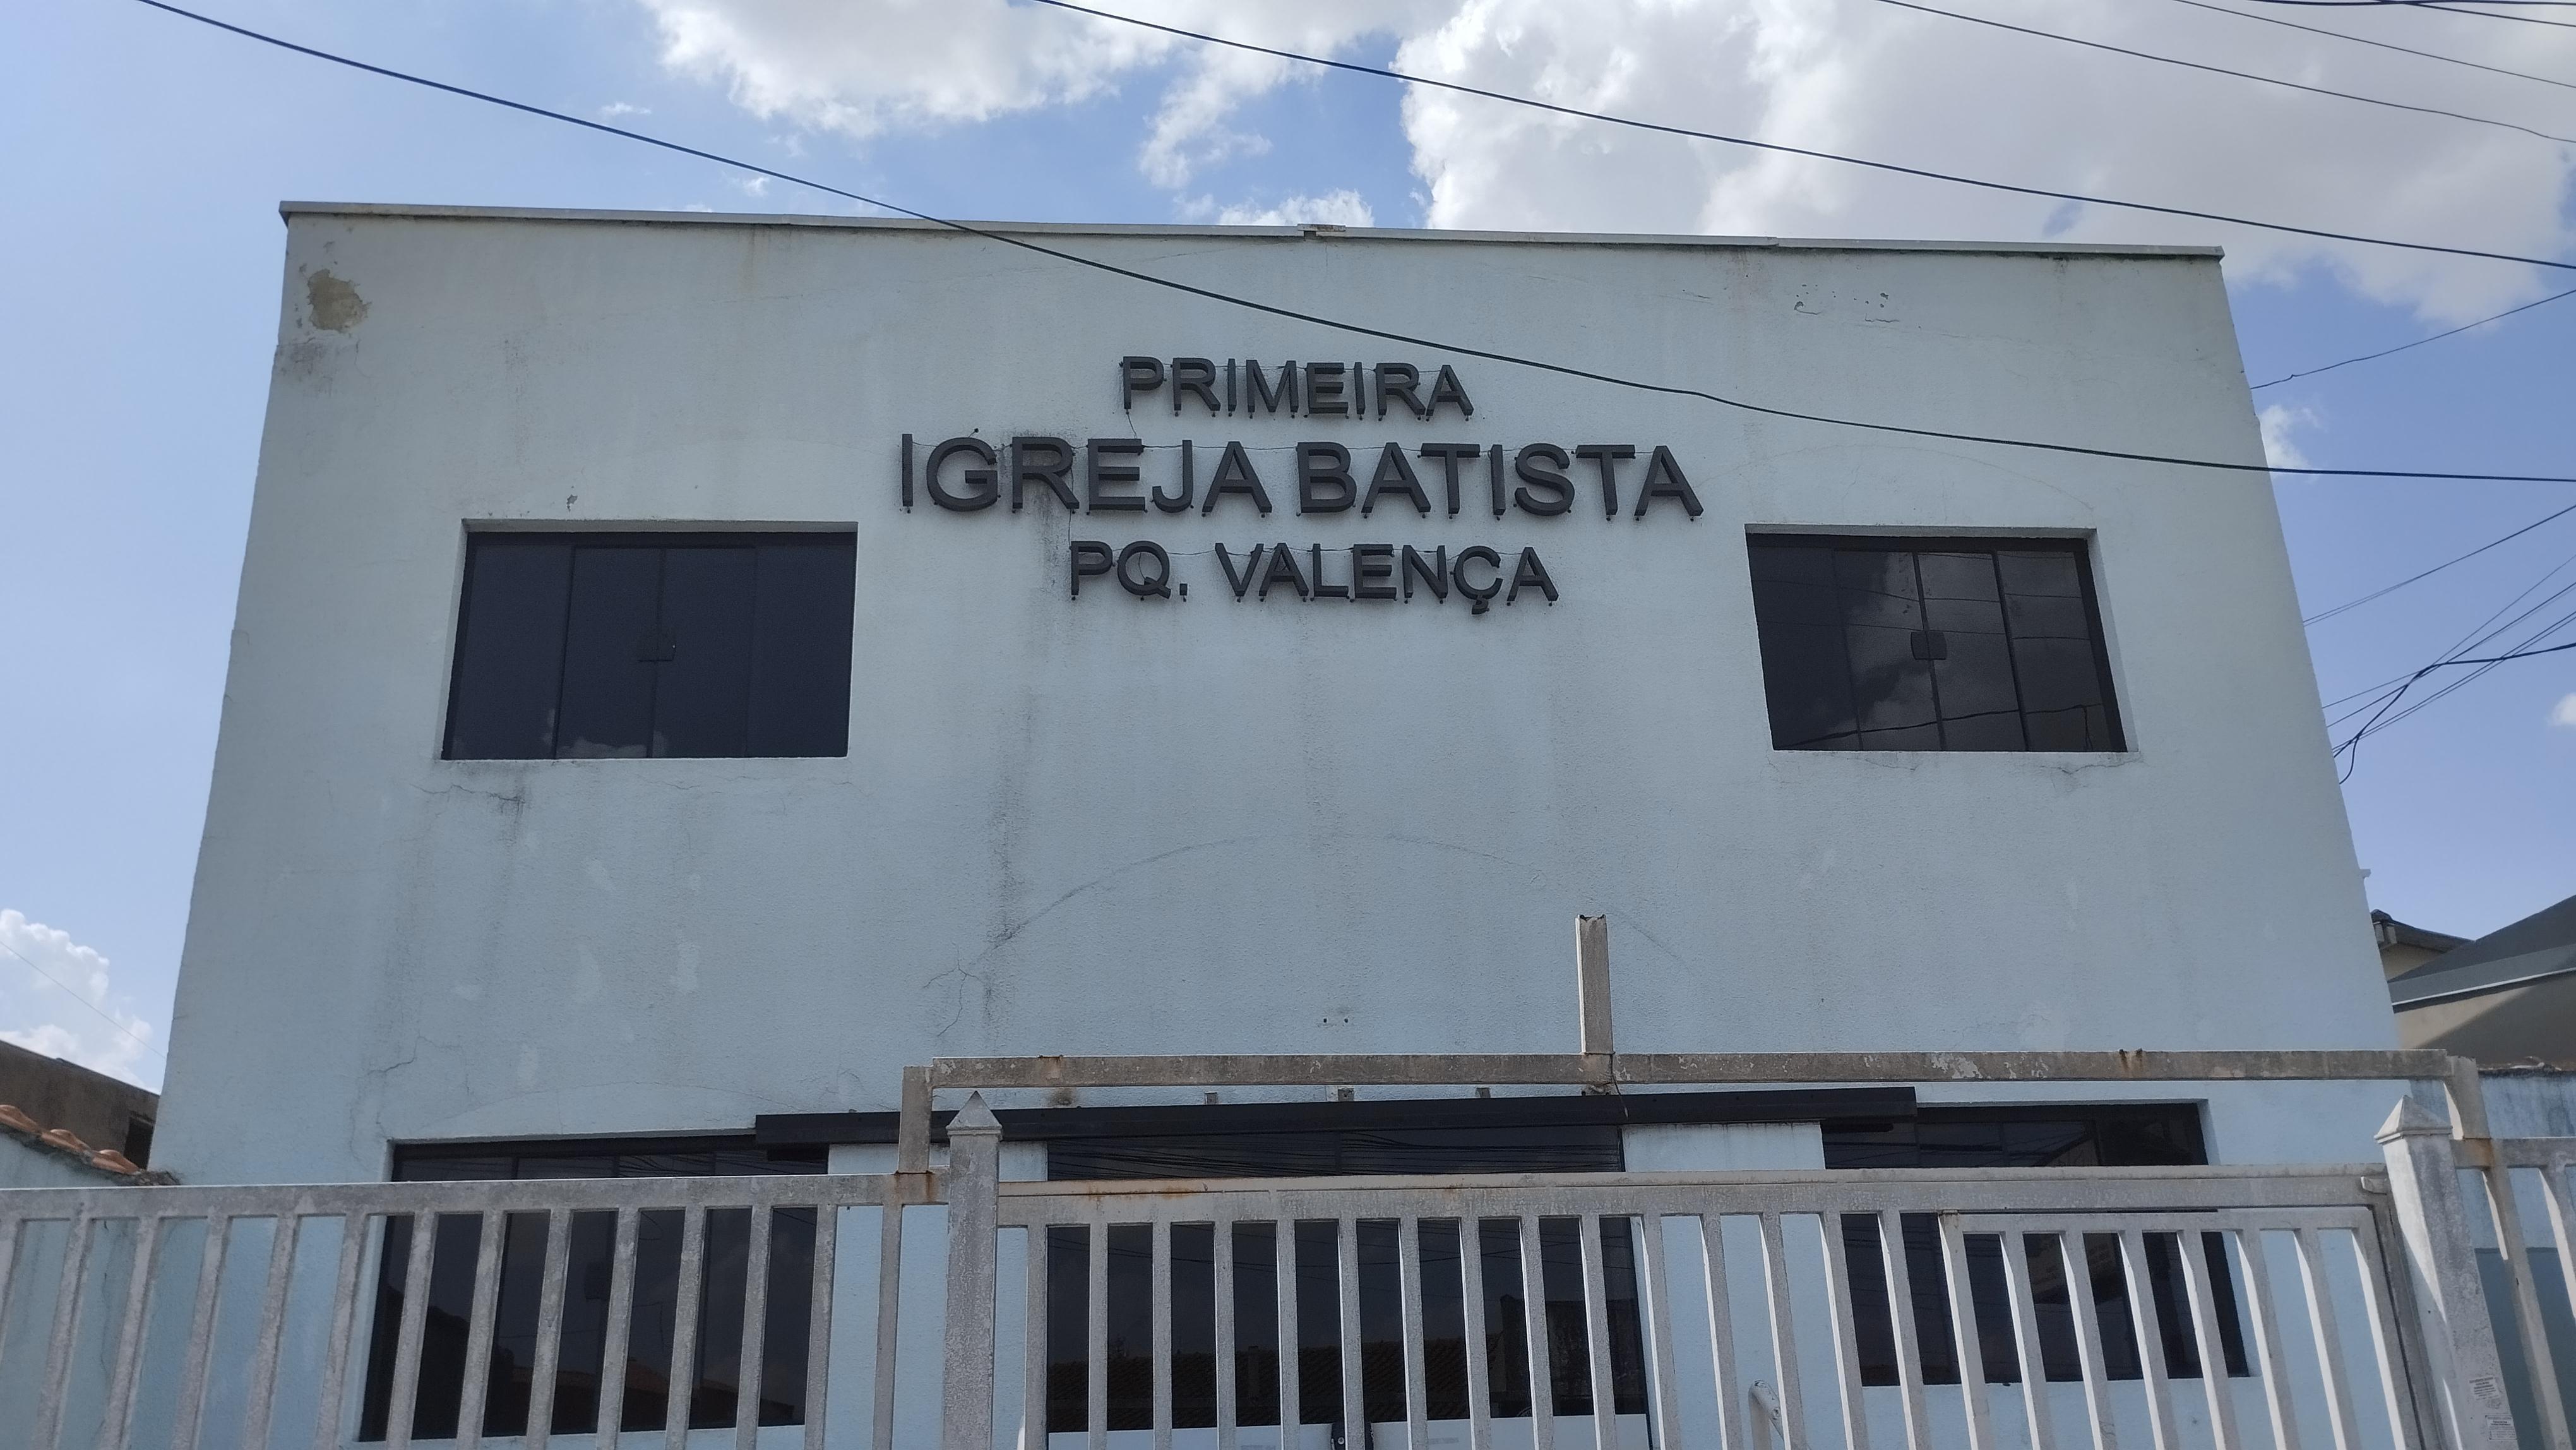 PRIMEIRA
IGREJA BATISTA
PQ. VALENÇA